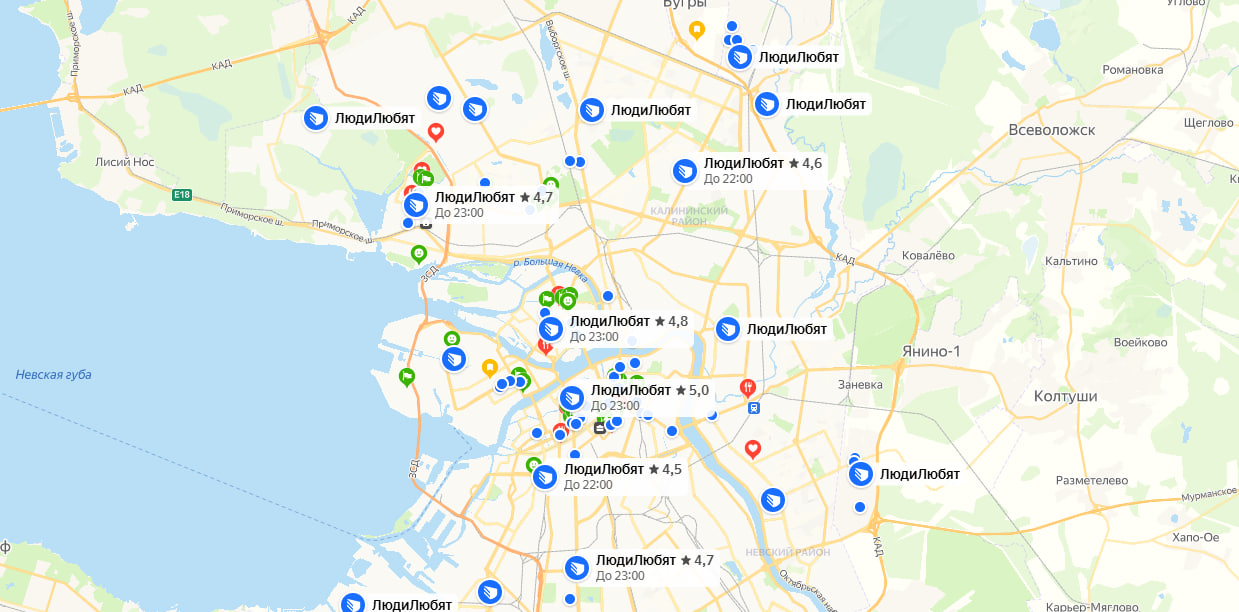 Бугры
Углово
КАД
Приморское ш.
Выборгское ш.
ЛюдиЛюбят
КАД
Романовка
КАД
ЛюдиЛюбят
ЛюдиЛюбят
ЛюдиЛюбят
Щеглово
Всеволожск
Лисий Нос
ЛюдиЛюбят ★ 4,6
До 22:00
E18
ЛюдиЛюбят ★ 4,7
До 23:00
Приморское ш.
Приморское ш.
КАЛИНИНСКИЙ
РАЙОН
КАД
Ковалёво
Кальтино
р. Большая Невка
ЗСД
ЛюдиЛюбят ★ 4,8
До 23:00
ЛюдиЛюбят
Янино-1
Воейково
Невская губа
Заневка
Колтуши
ЛюдиЛюбят ★ 5,0
До 23:00
ЗСД
ЛюдиЛюбят ★ 4,5
До 22:00
ЛюдиЛюбят
Разметелево
Мурманское
КАД
Хапо-Ое
НЕВСКИЙ РАЙОН
ЛюдиЛюбят ★ 4,7
До 23:00
Октябрьская наб.
ЛюдиЛюбят
Карьер-Мяглово